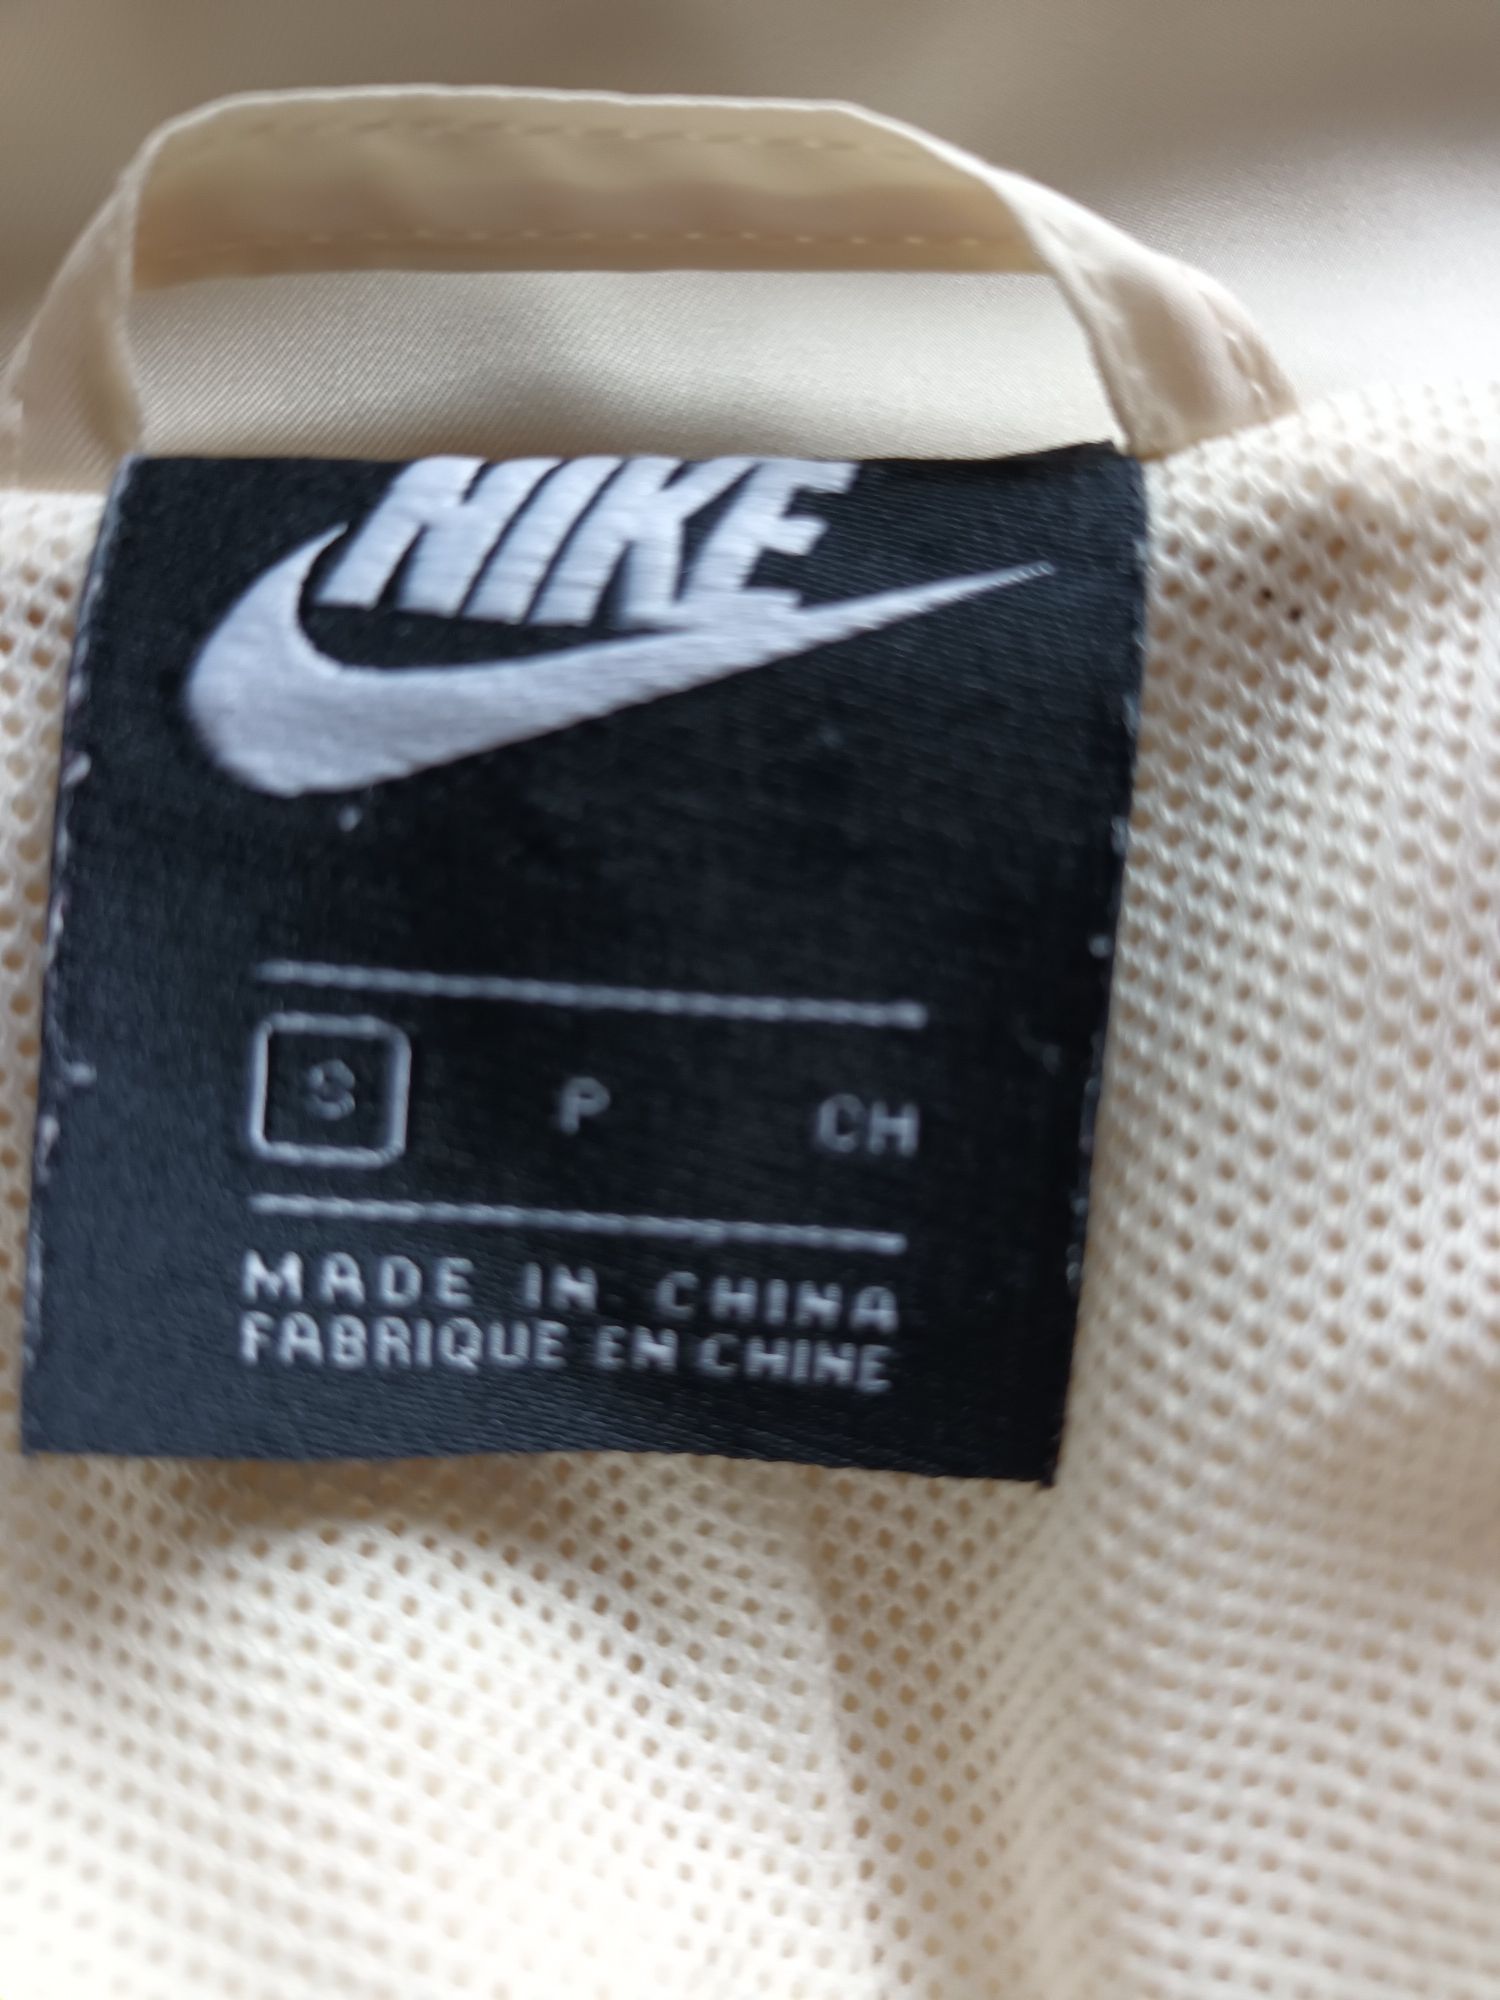 NIKE
S P CH
MADE IN CHINA
FABRIQUE EN CHINE